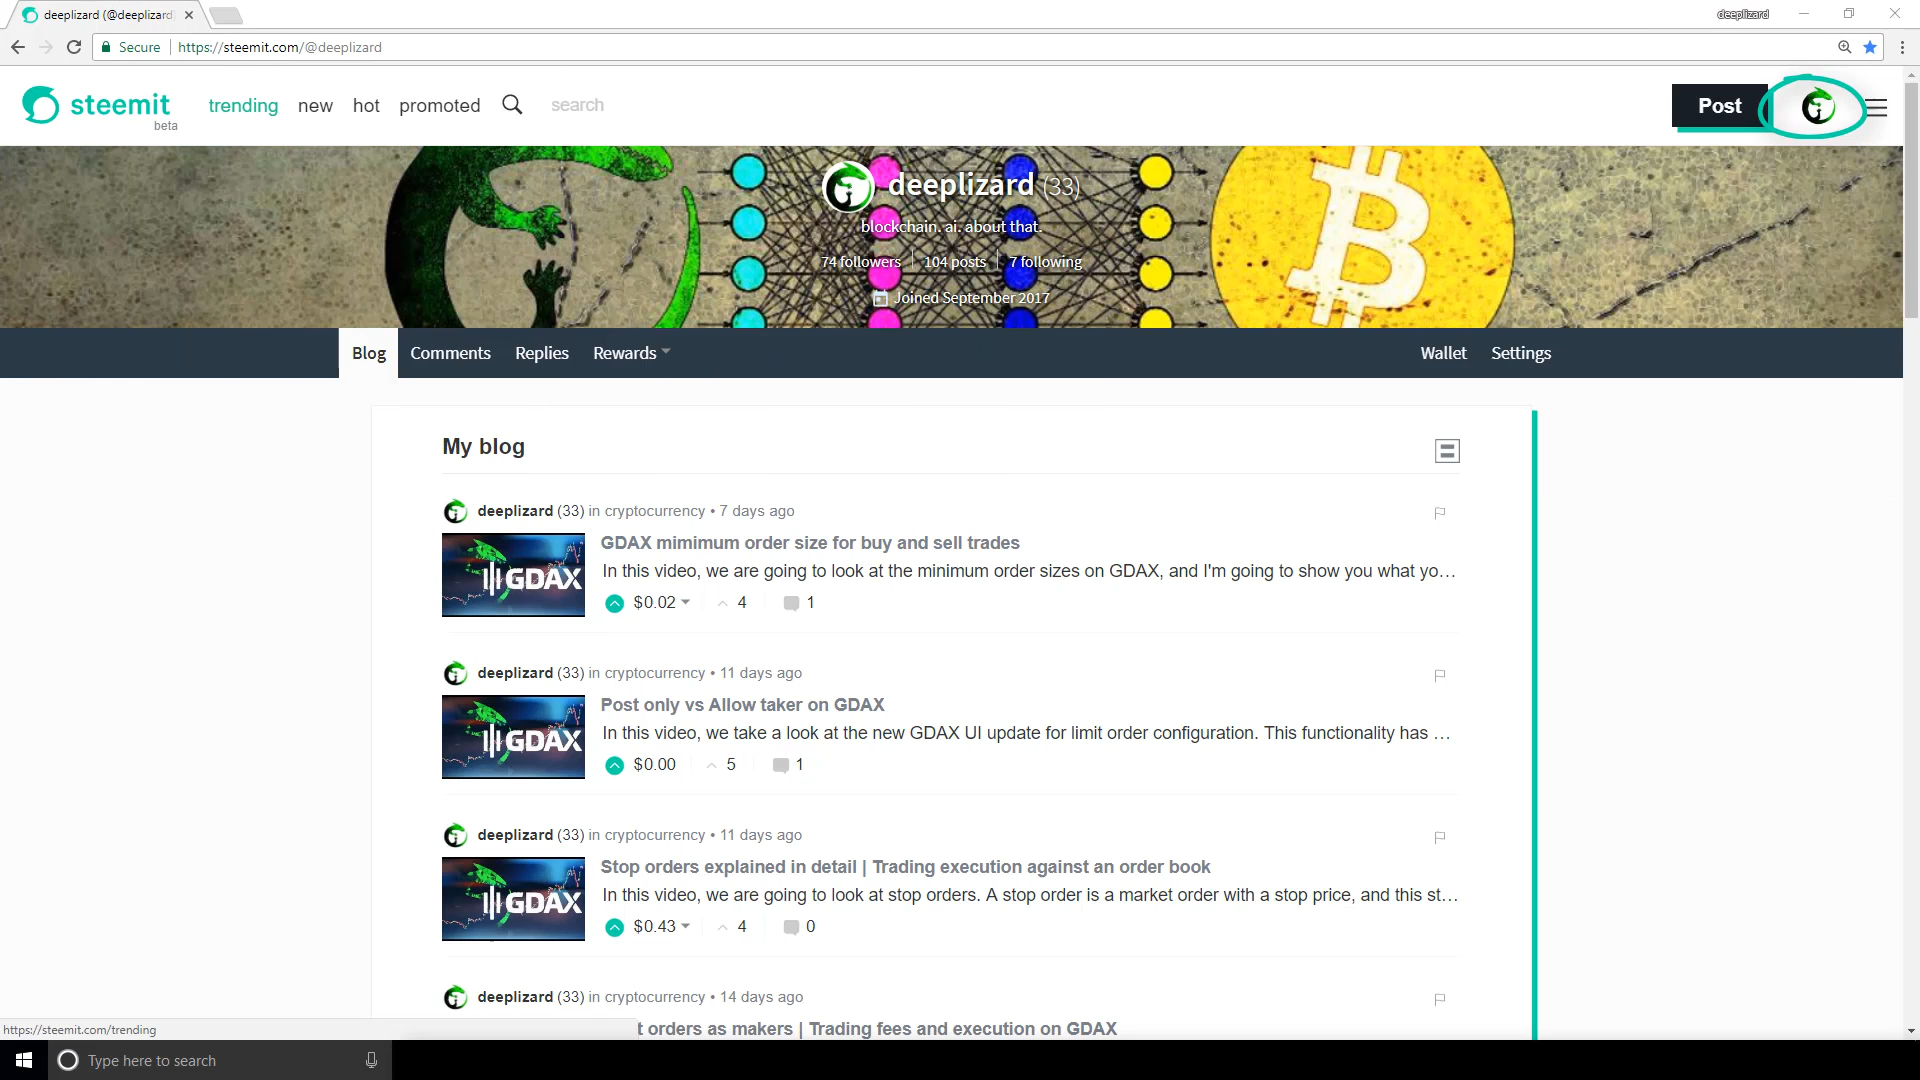 deeplizard (@deeplizard)
deeplizard
Secure
https://steemit.com/@deeplizard
steemit
beta
trending
new
hot
promoted
search
Post
deeplizard (33)
blockchain. ai. about that.
74 followers
104 posts
7 following
Joined September 2017
Blog
Comments
Replies
Rewards
Wallet
Settings
My blog
deeplizard (33) in cryptocurrency • 7 days ago
GDAX
GDAX mimimum order size for buy and sell trades
In this video, we are going to look at the minimum order sizes on GDAX, and I'm going to show you what yo...
$0.02
4
1
deeplizard (33) in cryptocurrency • 11 days ago
GDAX
Post only vs Allow taker on GDAX
In this video, we take a look at the new GDAX UI update for limit order configuration. This functionality has ...
$0.00
5
1
deeplizard (33) in cryptocurrency • 11 days ago
GDAX
Stop orders explained in detail | Trading execution against an order book
In this video, we are going to look at stop orders. A stop order is a market order with a stop price, and this st...
$0.43
4
0
deeplizard (33) in cryptocurrency • 14 days ago
t orders as makers | Trading fees and execution on GDAX
https://steemit.com/trending
Type here to search